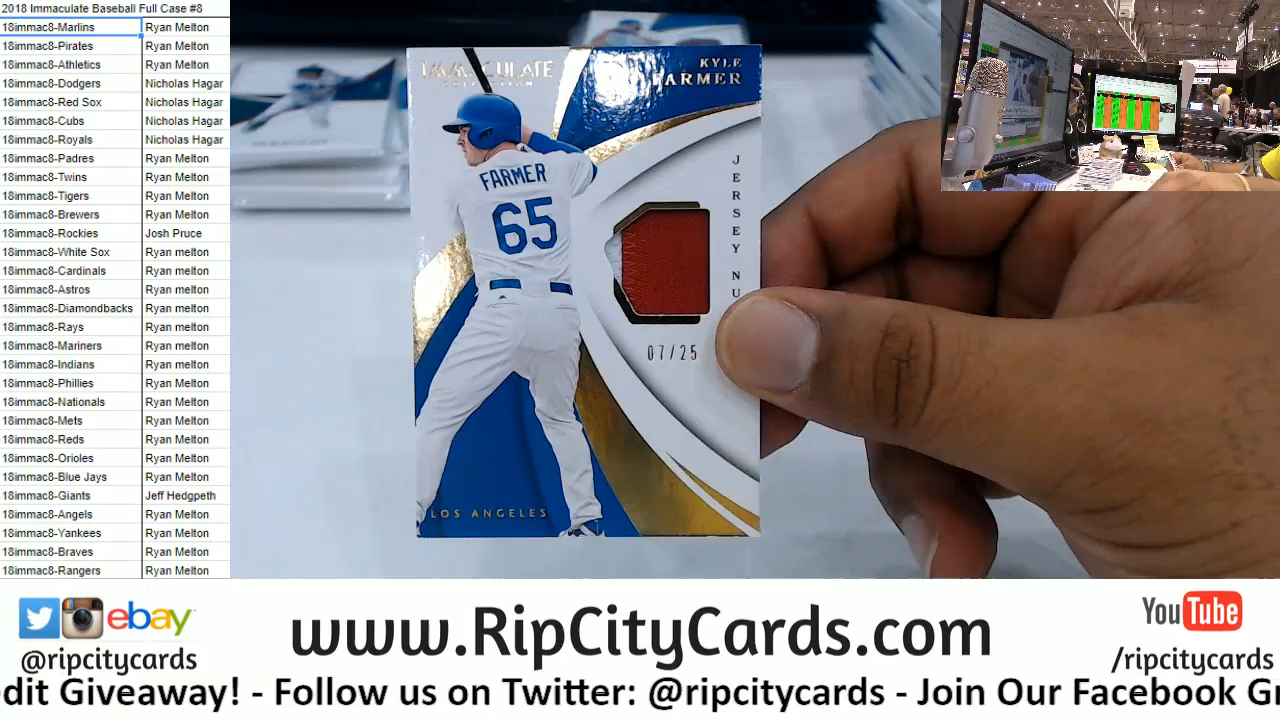 2018 Immaculate Baseball Full Case #8
18immac8-Marlins Ryan Melton
18immac8-Pirates Ryan Melton
18immac8-Athletics Ryan Melton
18immac8-Dodgers Nicholas Hagar
18immac8-Red Sox Nicholas Hagar
18immac8-Cubs Nicholas Hagar
18immac8-Royals Nicholas Hagar
18immac8-Padres Ryan Melton
18immac8-Twins Ryan Melton
18immac8-Tigers Ryan Melton
18immac8-Brewers Ryan Melton
18immac8-Rockies Josh Pruce
18immac8-White Sox Ryan melton
18immac8-Cardinals Ryan melton
18immac8-Astros Ryan melton
18immac8-Diamondbacks Ryan melton
18immac8-Rays Ryan melton
18immac8-Mariners Ryan melton
18immac8-Indians Ryan melton
18immac8-Phillies Ryan Melton
18immac8-Nationals Ryan Melton
18immac8-Mets Ryan Melton
18immac8-Reds Ryan Melton
18immac8-Orioles Ryan Melton
18immac8-Blue Jays Ryan Melton
18immac8-Giants Jeff Hedgpeth
18immac8-Angels Ryan Melton
18immac8-Yankees Ryan Melton
18immac8-Braves Ryan Melton
18immac8-Rangers Ryan Melton
IMMACULATE
COLLECTION
KYLE
FARMER
FARMER
65
JERSEY NU
07/25
LOS ANGELES
ebay
@ripcitycards
www.RipCityCards.com
YouTube
/ripcitycards
dit Giveaway! - Follow us on Twitter: @ripcitycards - Join Our Facebook Gr